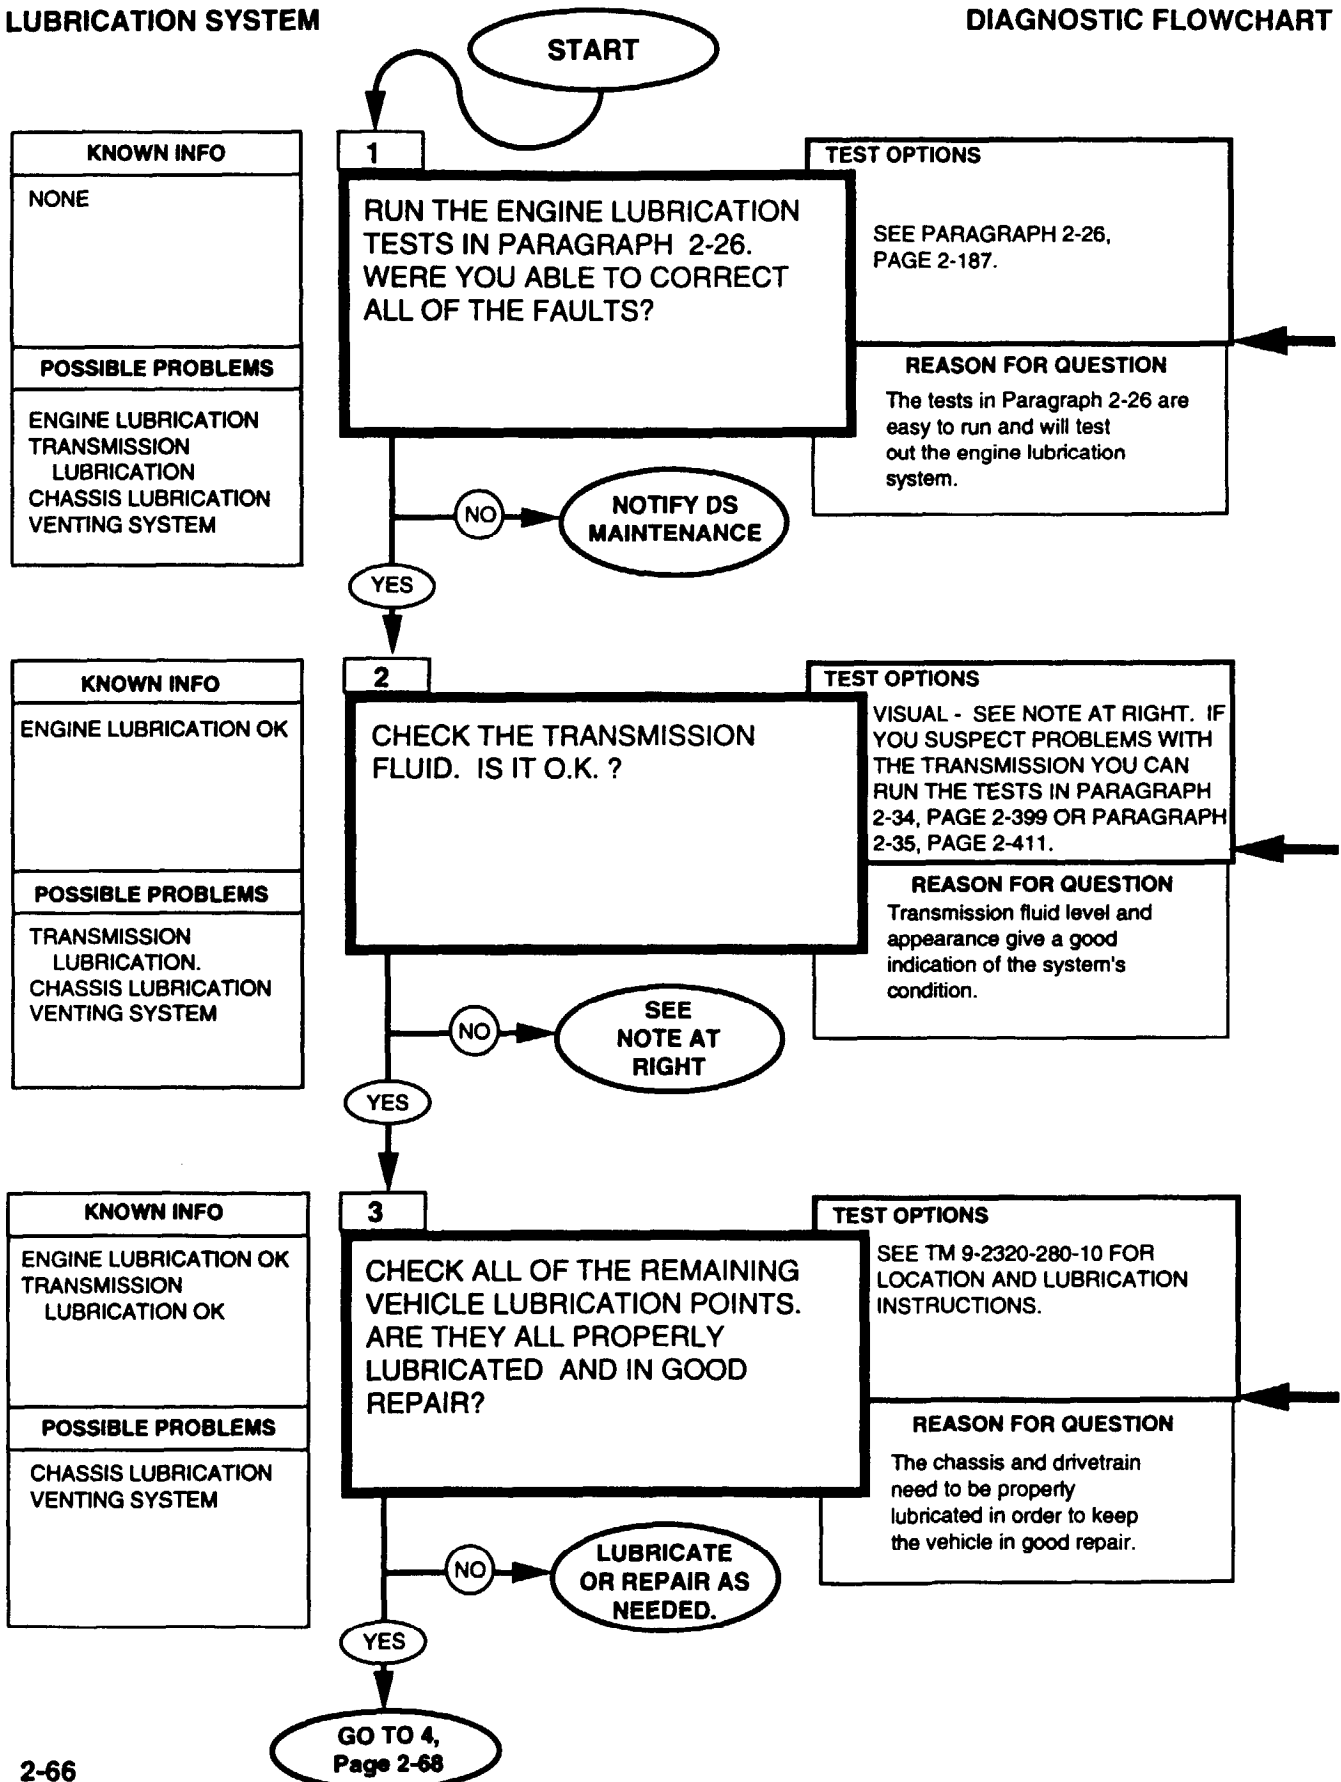 LUBRICATION SYSTEM
DIAGNOSTIC FLOWCHART
START
KNOWN INFO
NONE
POSSIBLE PROBLEMS
ENGINE LUBRICATION
TRANSMISSION
LUBRICATION
CHASSIS LUBRICATION
VENTING SYSTEM
1
RUN THE ENGINE LUBRICATION
TESTS IN PARAGRAPH 2-26.
WERE YOU ABLE TO CORRECT
ALL OF THE FAULTS?
TEST OPTIONS
SEE PARAGRAPH 2-26,
PAGE 2-187.
REASON FOR QUESTION
The tests in Paragraph 2-26 are
easy to run and will test
out the engine lubrication
system.
NO
NOTIFY DS
MAINTENANCE
YES
KNOWN INFO
ENGINE LUBRICATION OK
POSSIBLE PROBLEMS
TRANSMISSION
LUBRICATION.
CHASSIS LUBRICATION
VENTING SYSTEM
2
CHECK THE TRANSMISSION
FLUID. IS IT O.K. ?
TEST OPTIONS
VISUAL - SEE NOTE AT RIGHT. IF
YOU SUSPECT PROBLEMS WITH
THE TRANSMISSION YOU CAN
RUN THE TESTS IN PARAGRAPH
2-34, PAGE 2-399 OR PARAGRAPH
2-35, PAGE 2-411.
REASON FOR QUESTION
Transmission fluid level and
appearance give a good
indication of the system's
condition.
NO
SEE
NOTE AT
RIGHT
YES
KNOWN INFO
ENGINE LUBRICATION OK
TRANSMISSION
LUBRICATION OK
POSSIBLE PROBLEMS
CHASSIS LUBRICATION
VENTING SYSTEM
3
CHECK ALL OF THE REMAINING
VEHICLE LUBRICATION POINTS.
ARE THEY ALL PROPERLY
LUBRICATED AND IN GOOD
REPAIR?
TEST OPTIONS
SEE TM 9-2320-280-10 FOR
LOCATION AND LUBRICATION
INSTRUCTIONS.
REASON FOR QUESTION
The chassis and drivetrain
need to be properly
lubricated in order to keep
the vehicle in good repair.
NO
LUBRICATE
OR REPAIR AS
NEEDED.
YES
GO TO 4,
Page 2-68
2-66